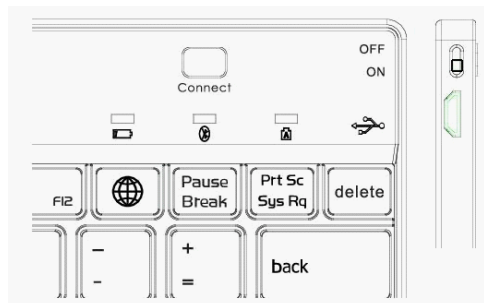 OFF
ON
Connect
A
F12
Pause
Break
Prt Sc
Sys Rq
delete
–
-
+
=
back